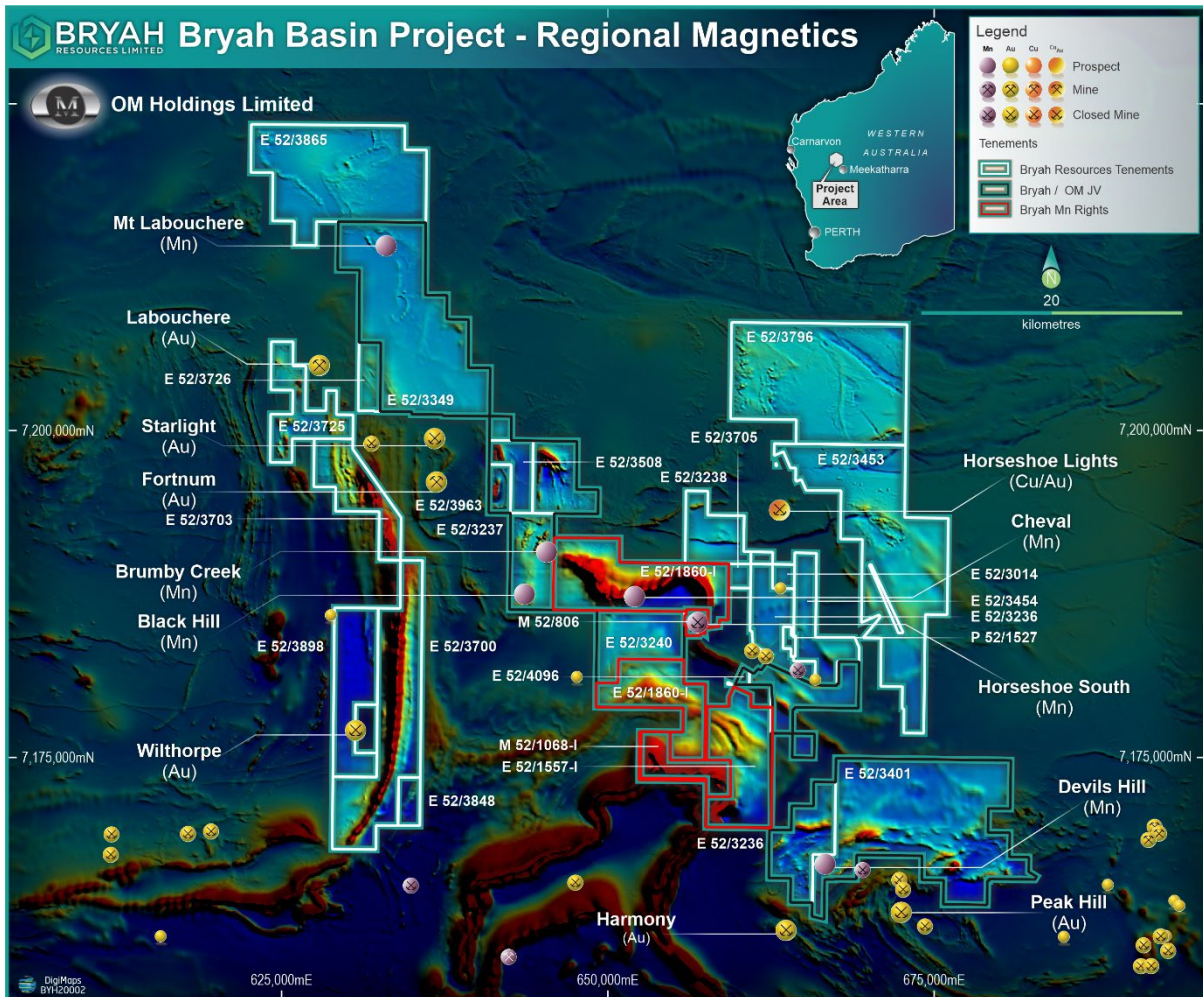 BRYAH
RESOURCES LIMITED
Bryah Basin Project - Regional Magnetics
M
OM Holdings Limited
Legend
Mn Au Cu Cu Au
Prospect
Mine
Closed Mine
Tenements
Bryah Resources Tenements
Bryah / OM JV
Bryah Mn Rights
WESTERN
AUSTRALIA
Carnarvon
Meekatharra
Project
Area
PERTH
N
20
kilometres
E 52/3865
Mt Labouchere
(Mn)
Labouchere
(Au)
E 52/3726
E 52/3349
E 52/3796
7,200,000mN
Starlight
(Au)
E 52/3725
E 52/3705
7,200,000mN
E 52/3453
E 52/3508
E 52/3238
Horseshoe Lights
(Cu/Au)
Fortnum
(Au)
E 52/3963
E 52/3703
E 52/3237
Cheval
(Mn)
Brumby Creek
(Mn)
E 52/1860-I
E 52/3014
E 52/3454
E 52/3236
P 52/1527
Black Hill
(Mn)
M 52/806
E 52/3898
E 52/3700
E 52/3240
E 52/4096
E 52/1860-I
Horseshoe South
(Mn)
Wilthorpe
(Au)
M 52/1068-I
E 52/1557-I
7,175,000mN
7,175,000mN
E 52/3401
Devils Hill
(Mn)
E 52/3848
E 52/3236
Harmony
(Au)
Peak Hill
(Au)
DigiMaps
BYH20002
625,000mE
650,000mE
675,000mE